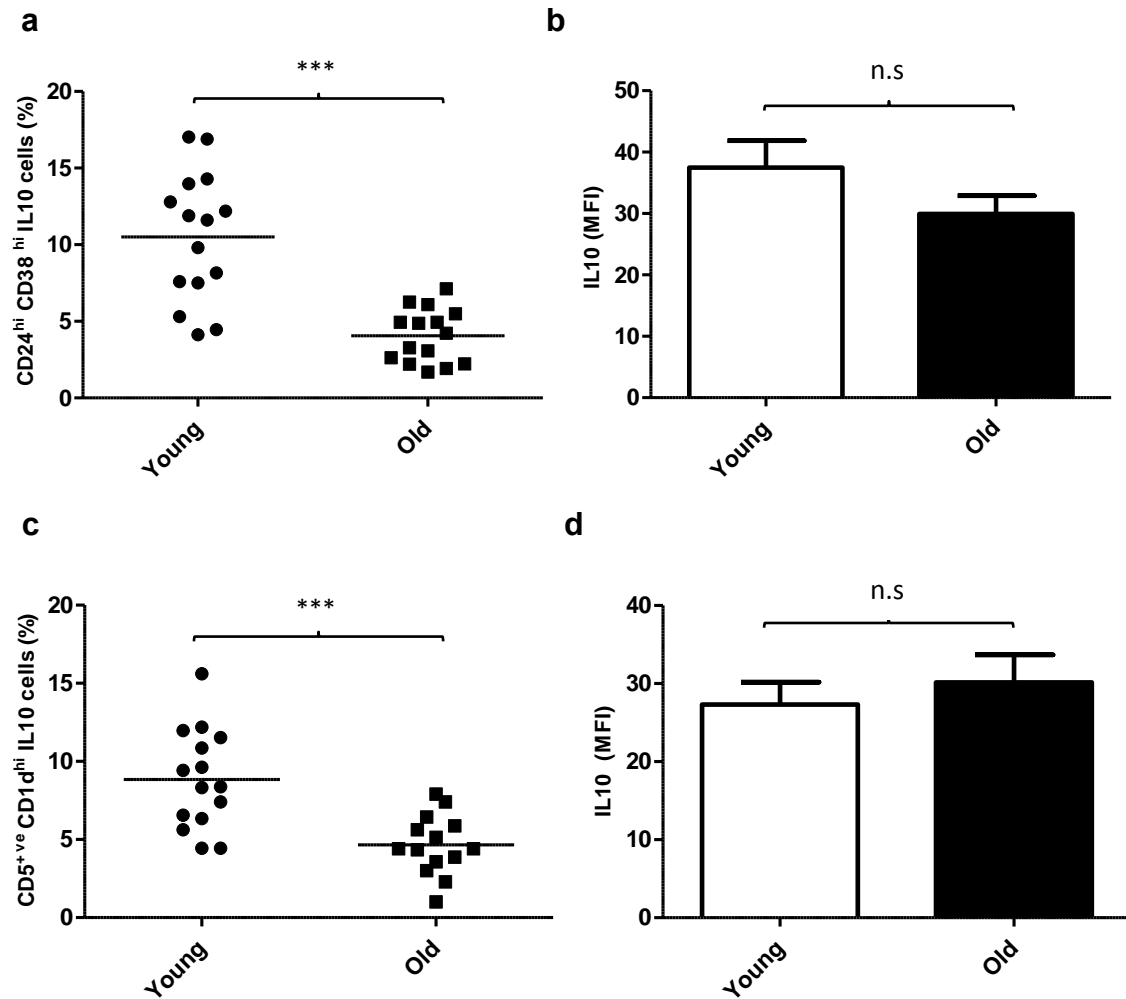 a
***
CD24hi CD38 hi IL10 cells (%)
20
15
10
5
0
Young
Old
b
n.s
IL10 (MFI)
50
40
30
20
10
0
Young
Old
c
***
CD5+ve CD1dhi IL10 cells (%)
20
15
10
5
0
Young
Old
d
n.s
IL10 (MFI)
40
30
20
10
0
Young
Old